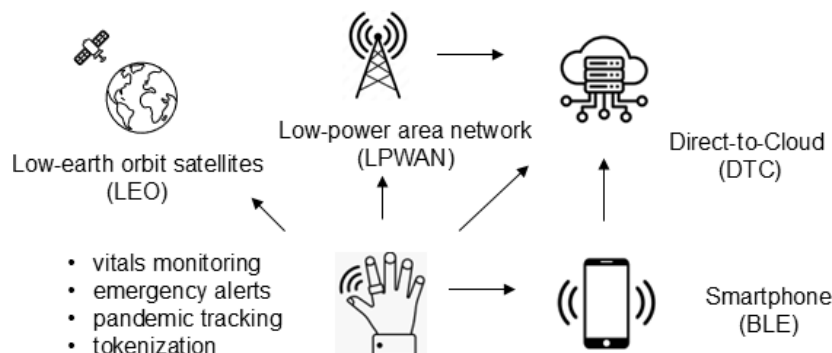 Low-earth orbit satellites
(LEO)
Low-power area network
(LPWAN)
Direct-to-Cloud
(DTC)
• vitals monitoring
• emergency alerts
• pandemic tracking
• tokenization
Smartphone
(BLE)